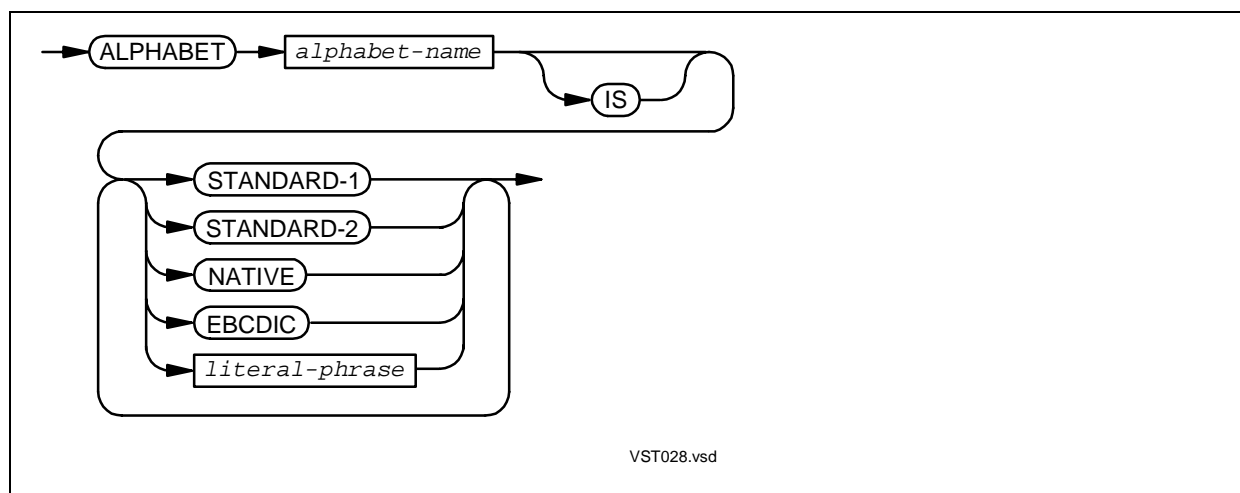 ALPHABET alphabet-name
IS
STANDARD-1
STANDARD-2
NATIVE
EBCDIC
literal-phrase
VST028.vsd